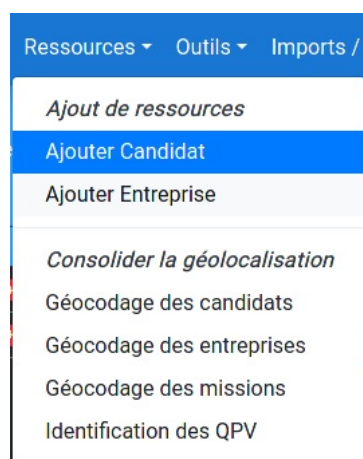 Ressources Outils Imports /
Ajout de ressources
Ajouter Candidat
Ajouter Entreprise
Consolider la géolocalisation
Géocodage des candidats
Géocodage des entreprises
Géocodage des missions
Identification des QPV